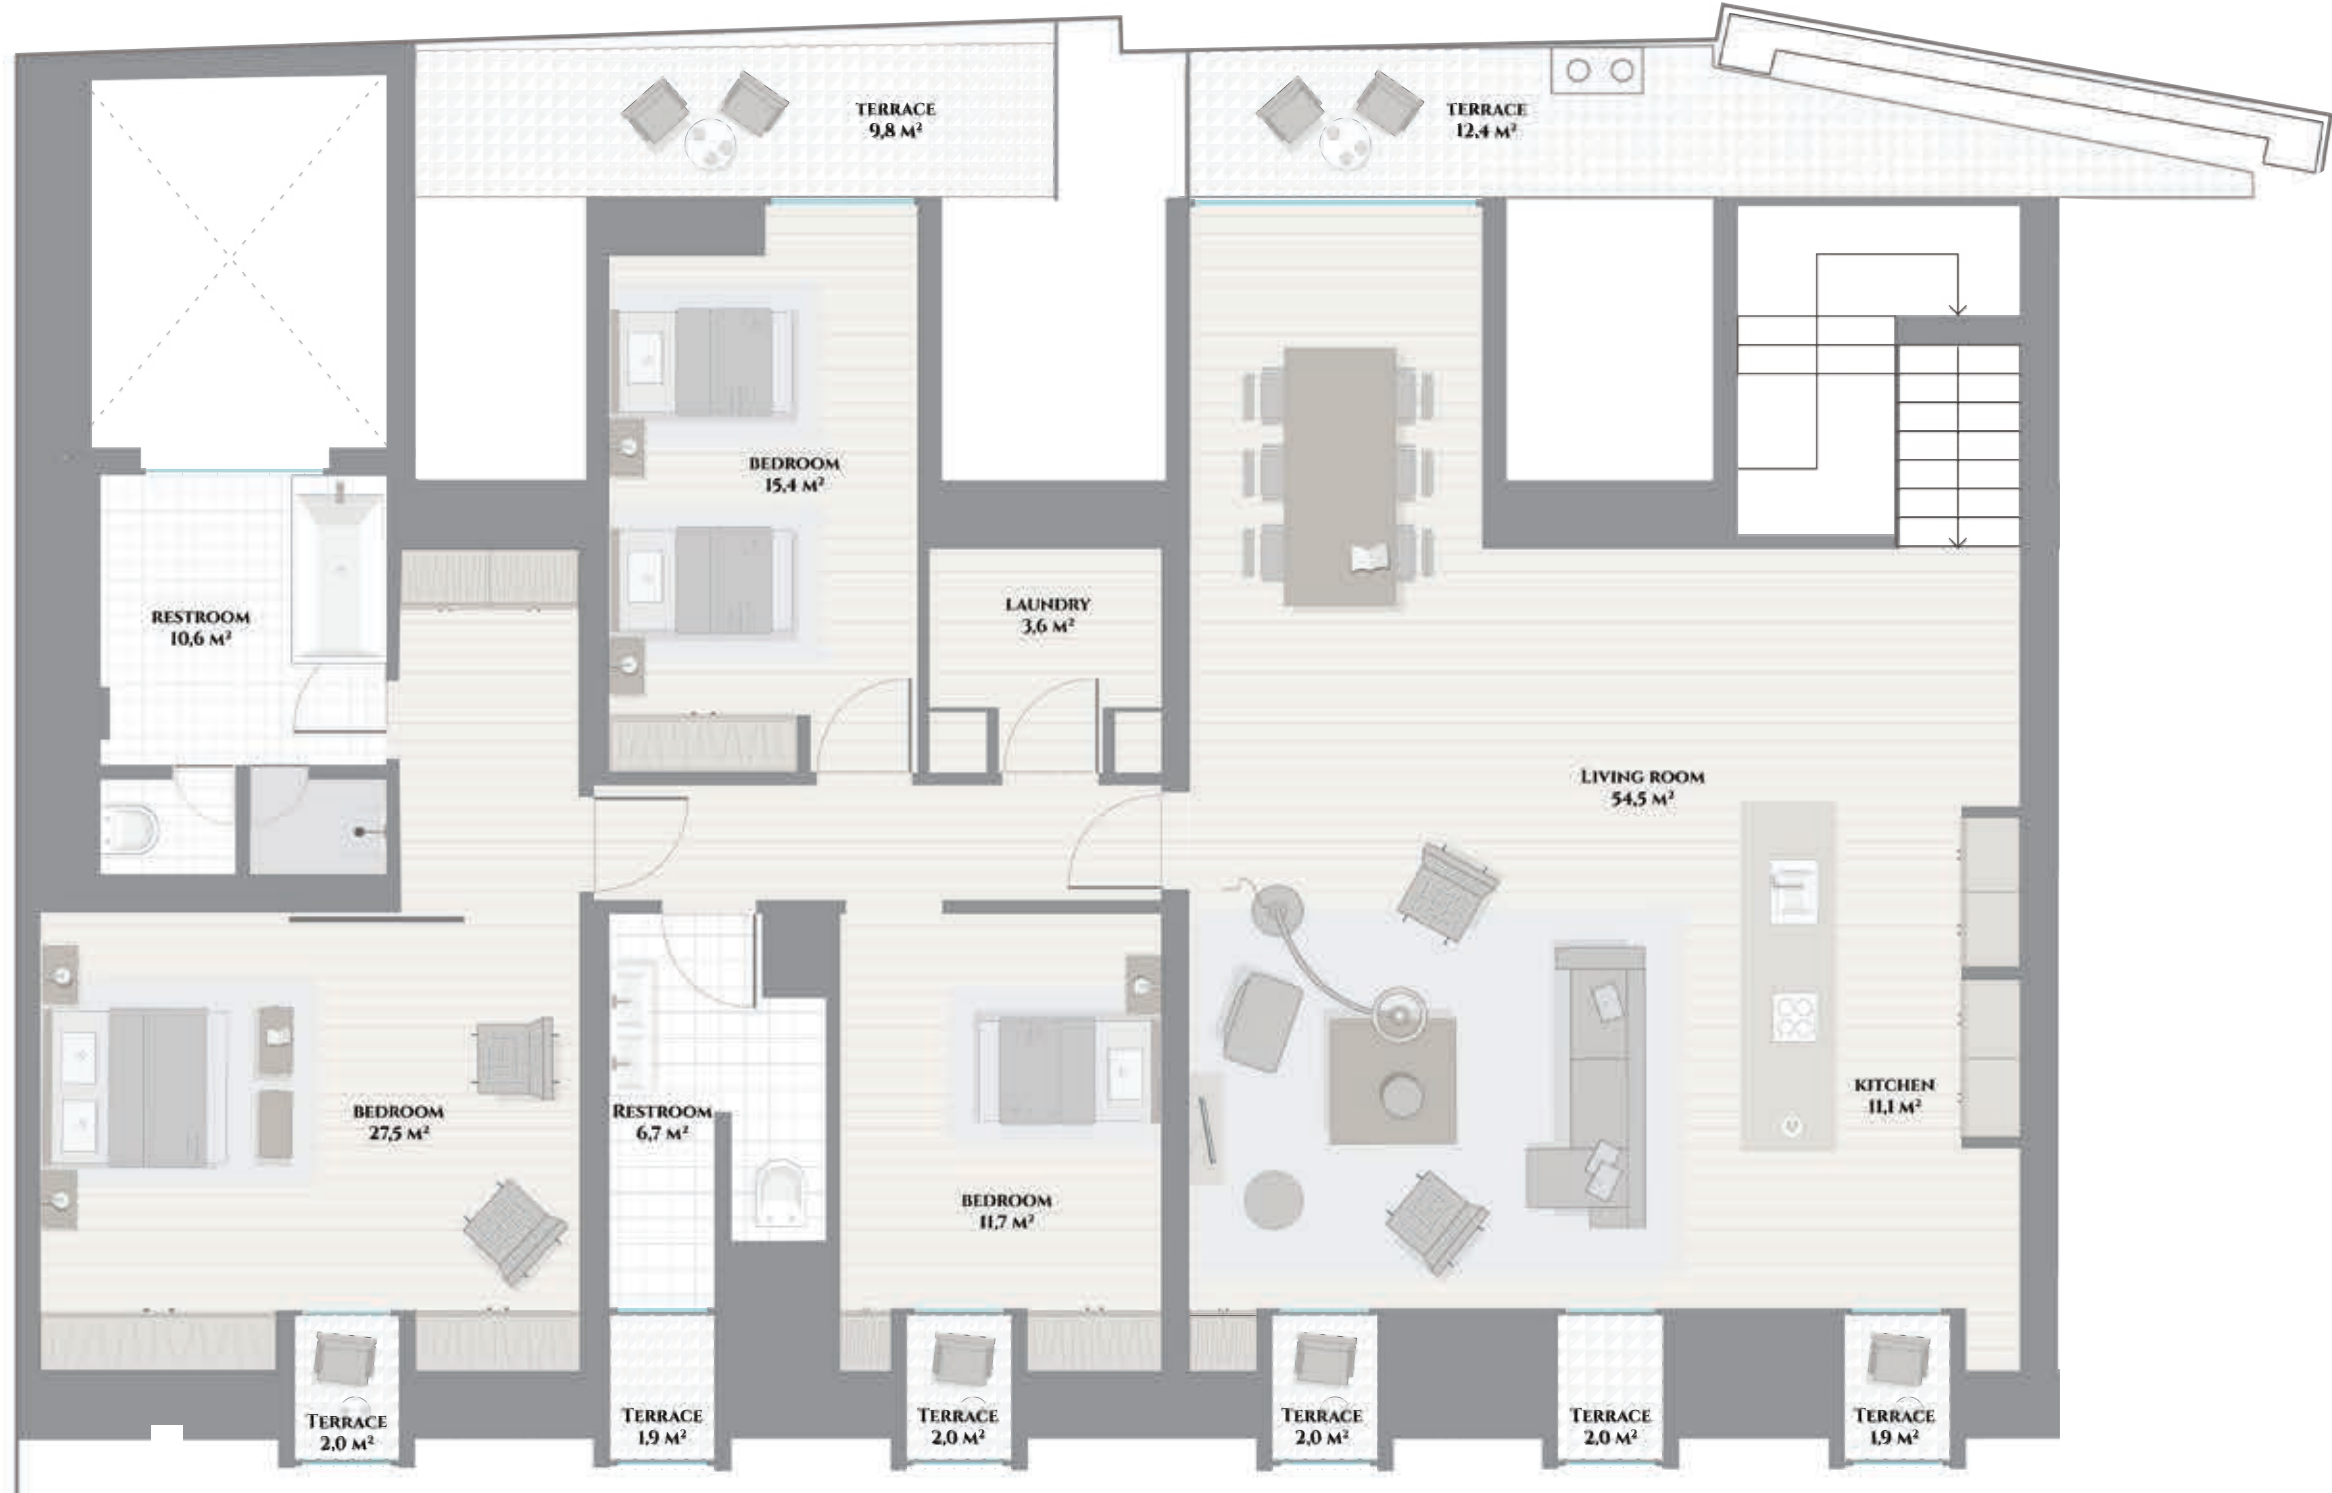 TERRACE
9,8 M²
TERRACE
12,4 M²
BEDROOM
15,4 M²
LAUNDRY
3,6 M²
RESTROOM
10,6 M²
LIVING ROOM
54,5 M²
KITCHEN
11,1 M²
BEDROOM
27,5 M²
RESTROOM
6,7 M²
BEDROOM
11,7 M²
TERRACE
2,0 M²
TERRACE
1,9 M²
TERRACE
2,0 M²
TERRACE
2,0 M²
TERRACE
2,0 M²
TERRACE
1,9 M²